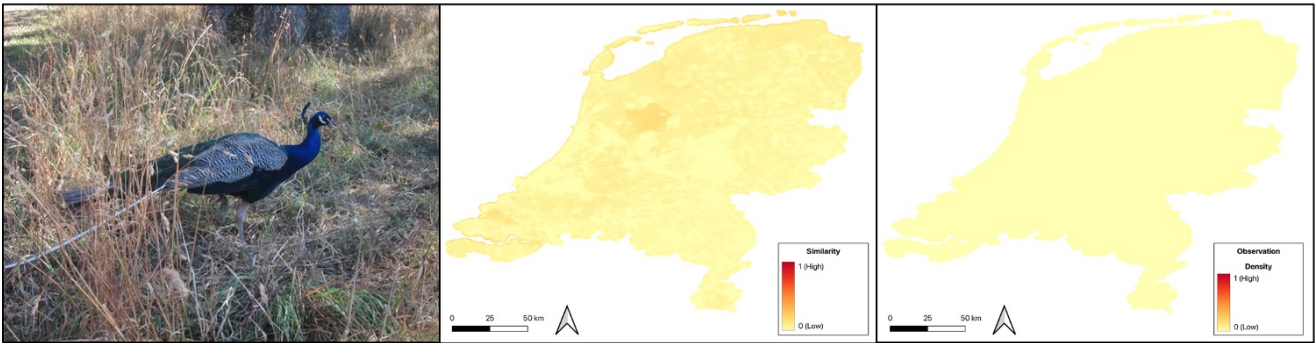 Similarity
1 (High)
0 (Low)
0 25 50 km
Observation
Density
1 (High)
0 (Low)
0 25 50 km